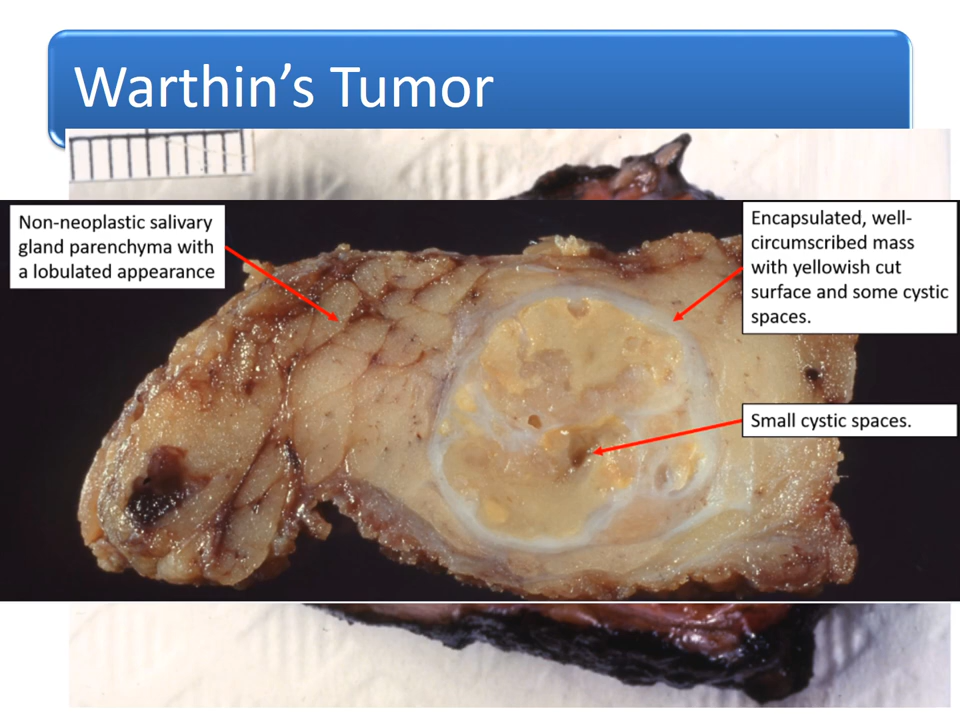 Warthin’s Tumor
Non-neoplastic salivary
gland parenchyma with
a lobulated appearance
Encapsulated, well-
circumscribed mass
with yellowish cut
surface and some cystic
spaces.
Small cystic spaces.